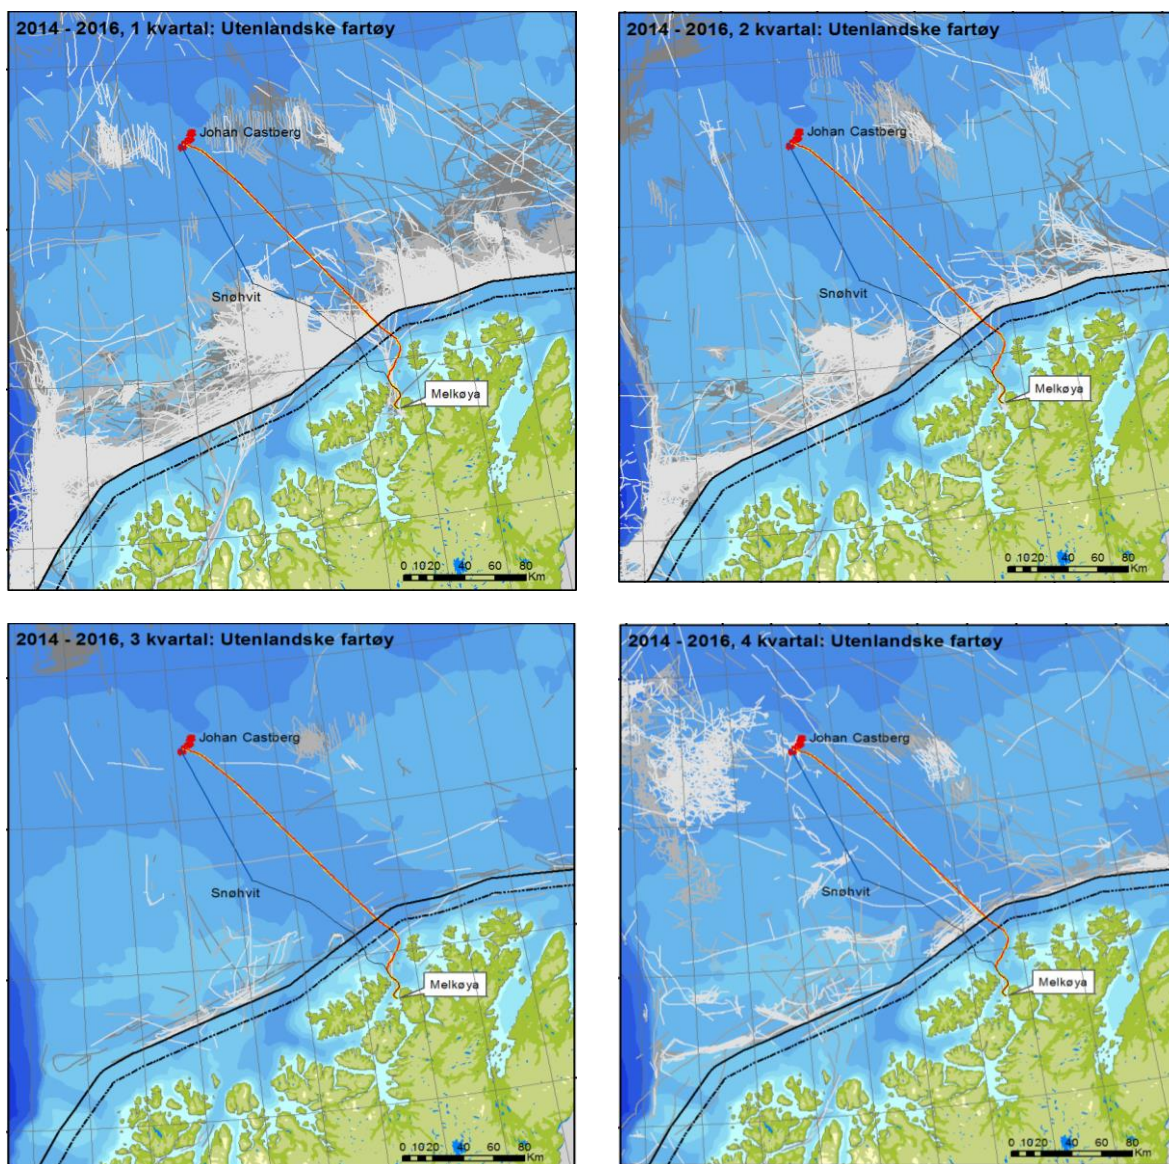 2014 - 2016, 1 kvartal: Utenlandske fartøy
Johan Castberg
Snøhvit
Melkøya
0 10 20 40 60 80
Km
2014 - 2016, 2 kvartal: Utenlandske fartøy
Johan Castberg
Snøhvit
Melkøya
0 10 20 40 60 80
Km
2014 - 2016, 3 kvartal: Utenlandske fartøy
Johan Castberg
Snøhvit
Melkøya
0 10 20 40 60 80
Km
2014 - 2016, 4 kvartal: Utenlandske fartøy
Johan Castberg
Snøhvit
Melkøya
0 10 20 40 60 80
Km